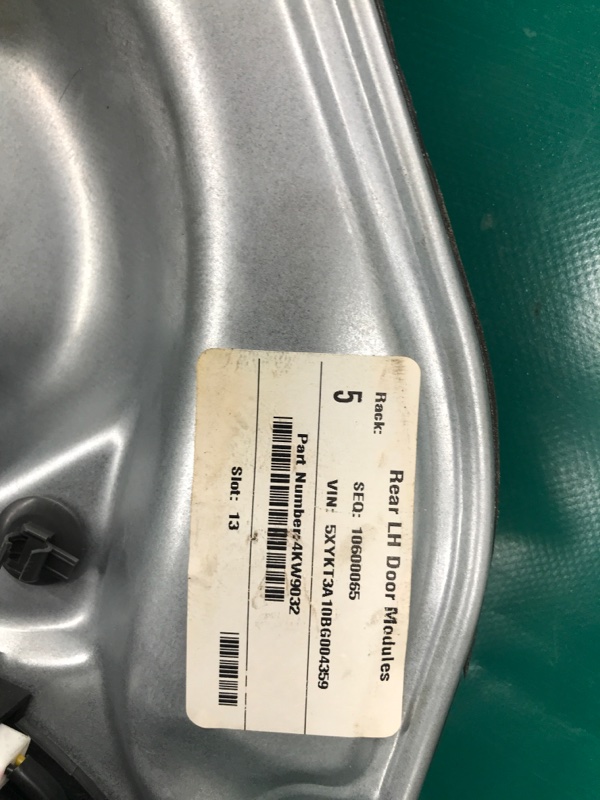 Rear LH Door Modules
Rack:
5
SEQ: 10600065
VIN: 5XYKT3A10BG004359
Part Number: 4KW9032
Slot: 13